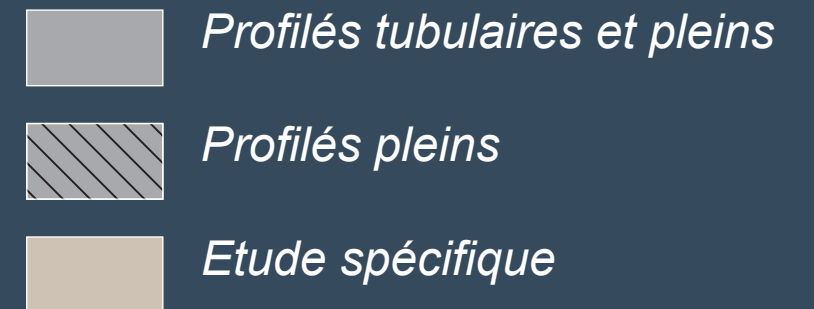 Profilés tubulaires et pleins
Profilés pleins
Etude spécifique